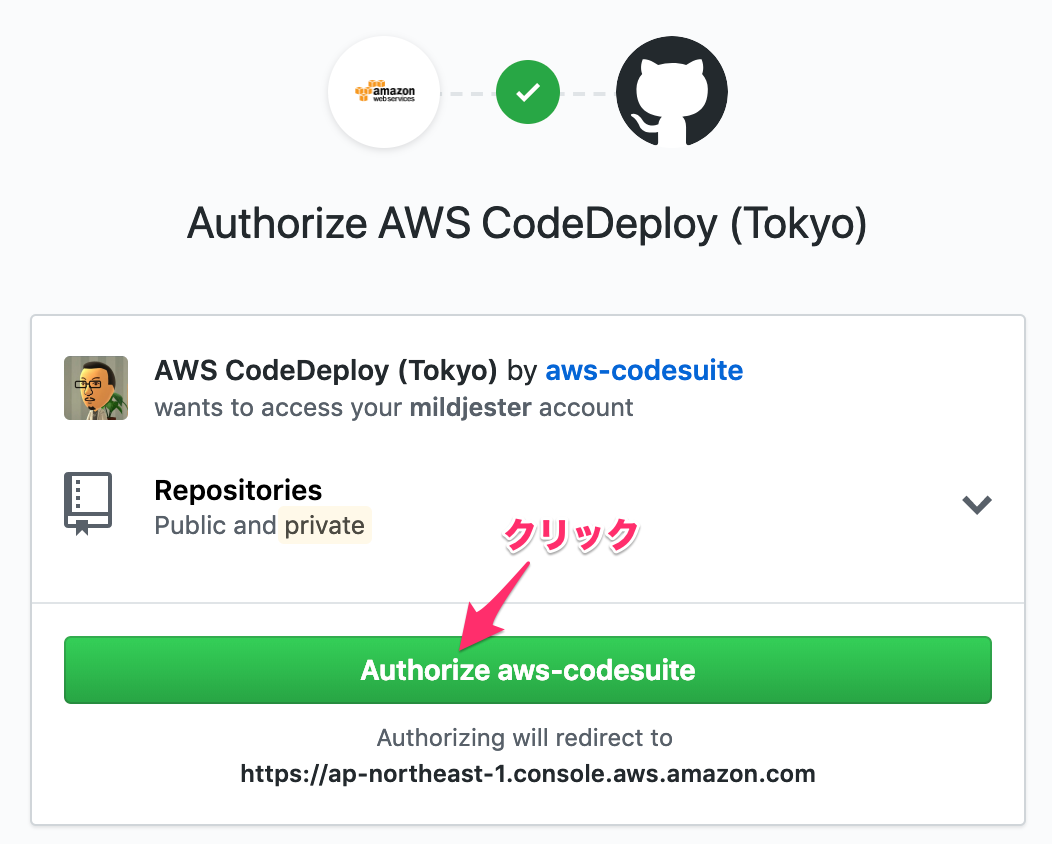 amazon
webservices
Authorize AWS CodeDeploy (Tokyo)
AWS CodeDeploy (Tokyo) by aws-codesuite
wants to access your mildjester account
Repositories
Public and private
クリック
Authorize aws-codesuite
Authorizing will redirect to
https://ap-northeast-1.console.aws.amazon.com